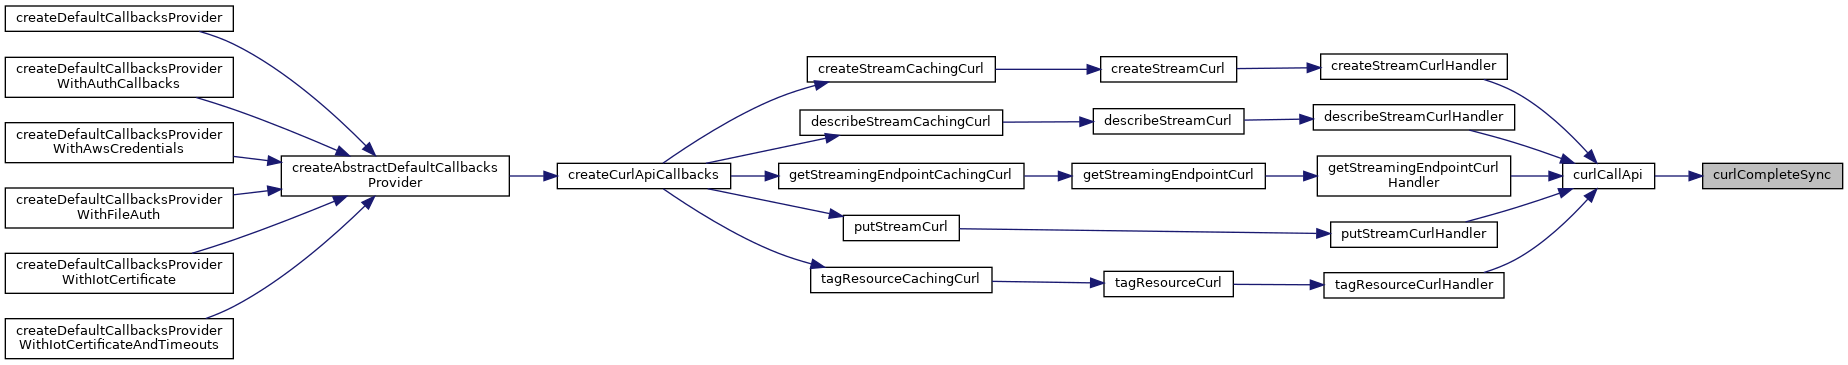 createDefaultCallbacksProvider
createDefaultCallbacksProvider
WithAuthCallbacks
createDefaultCallbacksProvider
WithAwsCredentials
createDefaultCallbacksProvider
WithFileAuth
createDefaultCallbacksProvider
WithIotCertificate
createDefaultCallbacksProvider
WithIotCertificateAndTimeouts
createAbstractDefaultCallbacks
Provider
createCurlApiCallbacks
createStreamCachingCurl
describeStreamCachingCurl
getStreamingEndpointCachingCurl
putStreamCurl
tagResourceCachingCurl
createStreamCurl
describeStreamCurl
getStreamingEndpointCurl
tagResourceCurl
createStreamCurlHandler
describeStreamCurlHandler
getStreamingEndpointCurl
Handler
putStreamCurlHandler
tagResourceCurlHandler
curlCallApi
curlCompleteSync